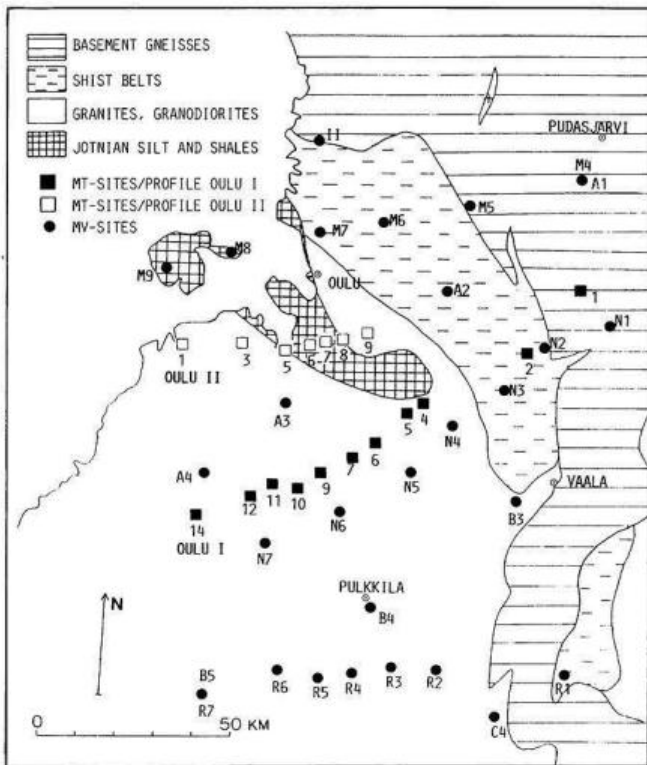 BASEMENT GNEISSES
SHIST BELTS
GRANITES, GRANODIORITES
JOTNIAN SILT AND SHALES
MT-SITES/PROFILE OULU I
MT-SITES/PROFILE OULU II
MV-SITES
PUDASJÄRVI
II
M4
A1
M5
M6
M7
M8
M9
OULU
A2
1
N1
N2
2
N3
1
3
5
6
7
8
9
OULU II
A3
5
4
N4
6
7
A4
9
N5
VAALA
12
11
10
B3
14
N6
OULU I
N7
PULKKILA
B4
N
B5
R7
R6
R5
R4
R3
R2
R1
C4
0
50 KM